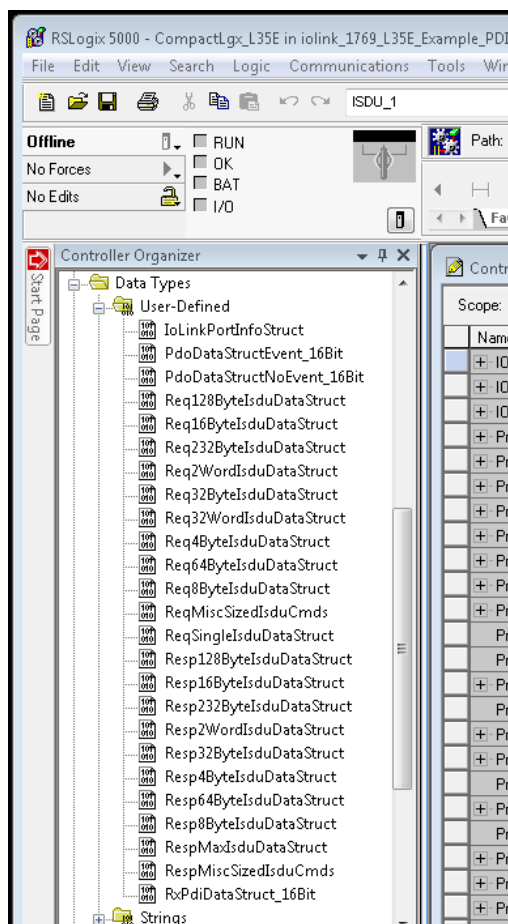 RSLogix 5000 - CompactLgx_L35E in iolink_1769_L35E_Example_PDI
File Edit View Search Logic Communications Tools
ISDU_1
Offline
RUN
Path:
No Forces
OK
No Edits
BAT
I/O
Start Page
Controller Organizer
Data Types
User-Defined
Scope:
IoLinkPortInfoStruct
PdoDataStructEvent_16Bit
PdoDataStructNoEvent_16Bit
Req128ByteIsduDataStruct
Req16ByteIsduDataStruct
Req232ByteIsduDataStruct
Req2WordIsduDataStruct
Req32ByteIsduDataStruct
Req32WordIsduDataStruct
Req4ByteIsduDataStruct
Req64ByteIsduDataStruct
Req8ByteIsduDataStruct
ReqMiscSizedIsduCmds
ReqSingleIsduDataStruct
Resp128ByteIsduDataStruct
Resp16ByteIsduDataStruct
Resp232ByteIsduDataStruct
Resp2WordIsduDataStruct
Resp32ByteIsduDataStruct
Resp4ByteIsduDataStruct
Resp64ByteIsduDataStruct
Resp8ByteIsduDataStruct
RespMaxIsduDataStruct
RespMiscSizedIsduCmds
RxPdiDataStruct_16Bit
Strings